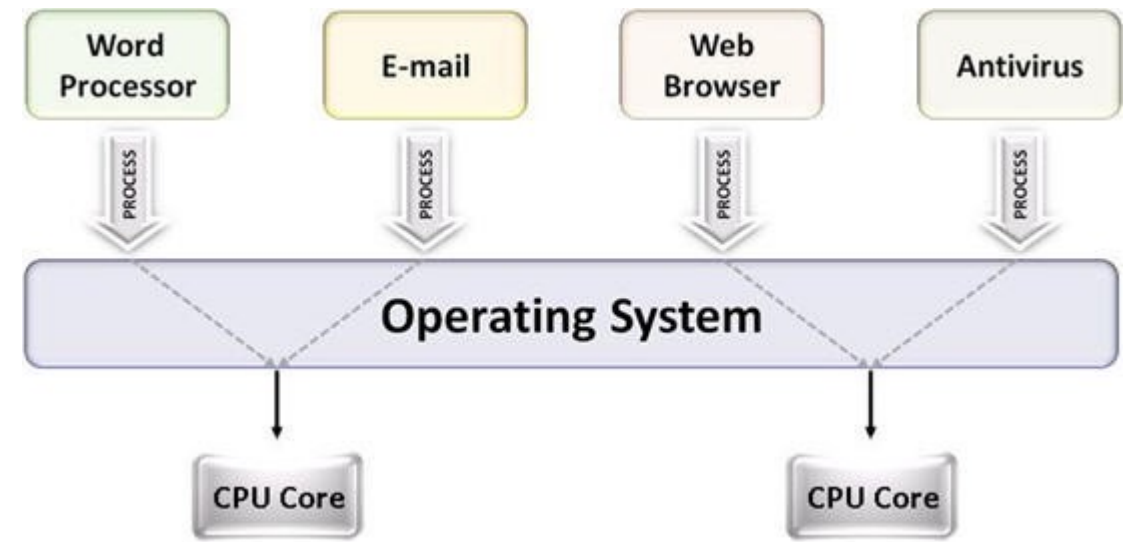 Word
Processor
E-mail
Web
Browser
Antivirus
PROCESS
PROCESS
PROCESS
PROCESS
Operating System
CPU Core
CPU Core